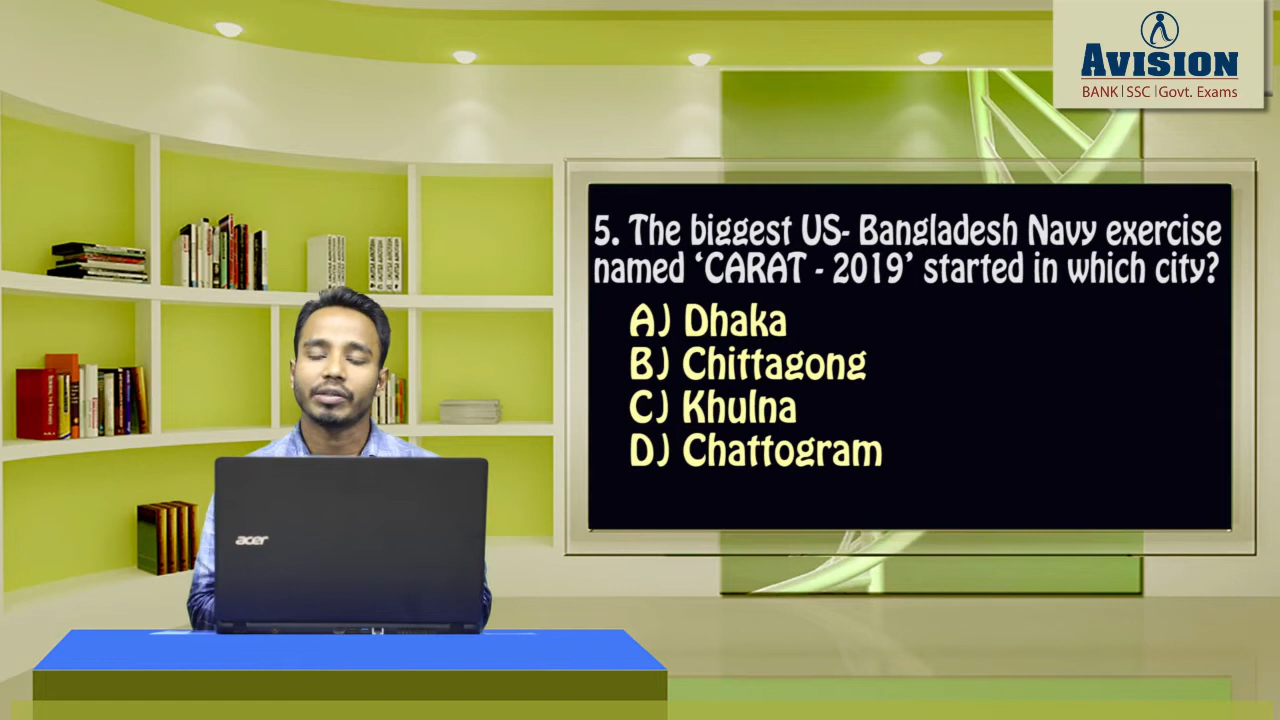 AVISION
BANK|SSC|Govt. Exams
5. The biggest US- Bangladesh Navy exercise
named ‘CARAT - 2019’ started in which city?
A) Dhaka
B) Chittagong
C) Khulna
D) Chattogram
acer